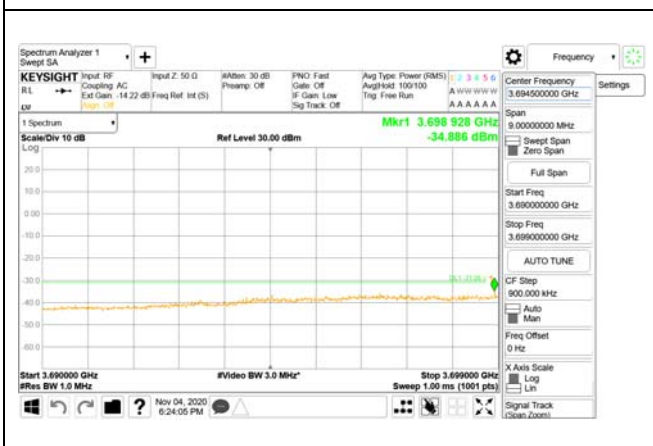 Spectrum Analyzer 1
Swept SA
Frequency
KEYSIGHT
RL
Input: RF
Coupling: AC
Ext Gain: -14.22 dB
Align: Off
Input Z: 50 Ω
Freq Ref: Int (S)
#Atten: 30 dB
Preamp: Off
PNO: Fast
Gate: Off
IF Gain: Low
Sig Track: Off
Avg Type: Power (RMS)
Avg|Hold: 100/100
Trig: Free Run
1 2 3 4 5 6
A W W W W W
A A A A A A
1 Spectrum
Scale/Div 10 dB
Log
Ref Level 30.00 dBm
Mkr1 3.698 928 GHz
-34.886 dBm
20.0
10.0
0.00
-10.0
-20.0
-30.0
-40.0
-50.0
-60.0
Start 3.690000 GHz
#Res BW 1.0 MHz
#Video BW 3.0 MHz*
Stop 3.699000 GHz
Sweep 1.00 ms (1001 pts)
Nov 04, 2020
6:24:05 PM
?
Center Frequency
3.694500000 GHz
Span
9.00000000 MHz
Swept Span
Zero Span
Full Span
Start Freq
3.690000000 GHz
Stop Freq
3.699000000 GHz
AUTO TUNE
CF Step
900.000 kHz
Auto
Man
Freq Offset
0 Hz
X Axis Scale
Log
Lin
Signal Track
(Span Zoom)
Settings